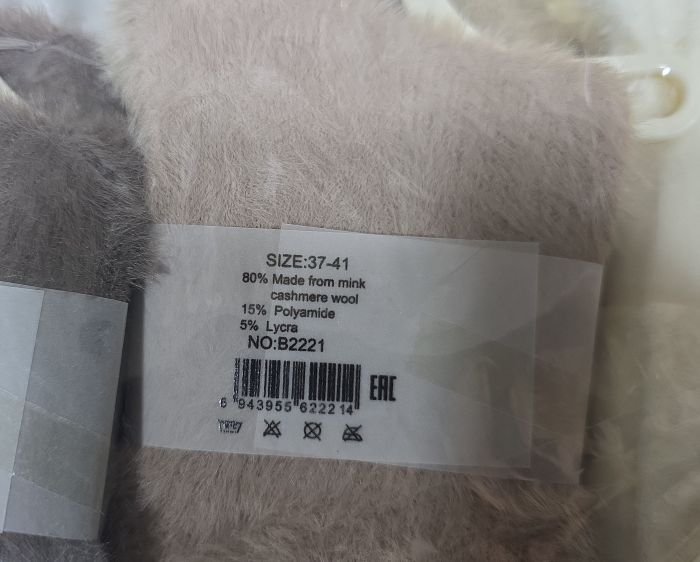 SIZE:37-41
80% Made from mink
cashmere wool
15% Polyamide
5% Lycra
NO:B2221
EAC
6 943955 622214